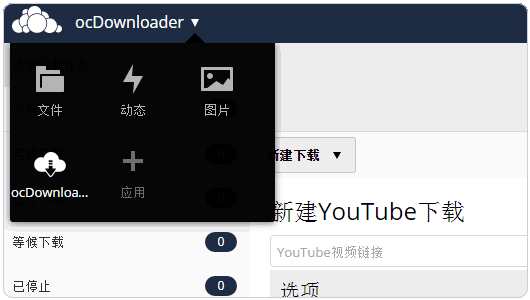 ocDownloader ▼
文件
动态
图片
ocDownloa...
应用
新建下载 ▼
新建YouTube下载
YouTube视频链接
选项
等候下载 0
已停止 0